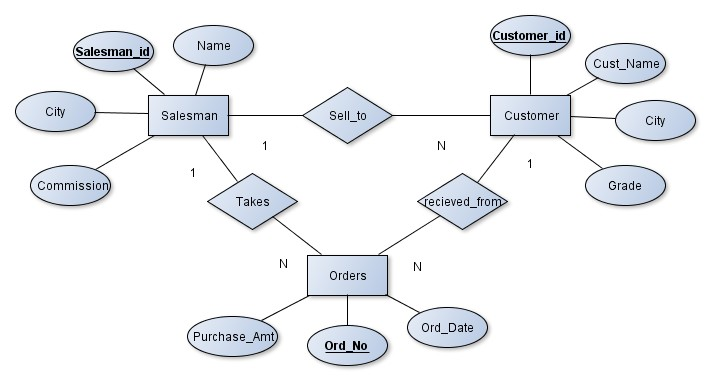 Salesman_id
Name
Customer_id
Cust_Name
City
Salesman
Sell_to
Customer
City
1
N
1
1
Commission
Takes
recieved_from
Grade
N
N
Orders
Purchase_Amt
Ord_No
Ord_Date